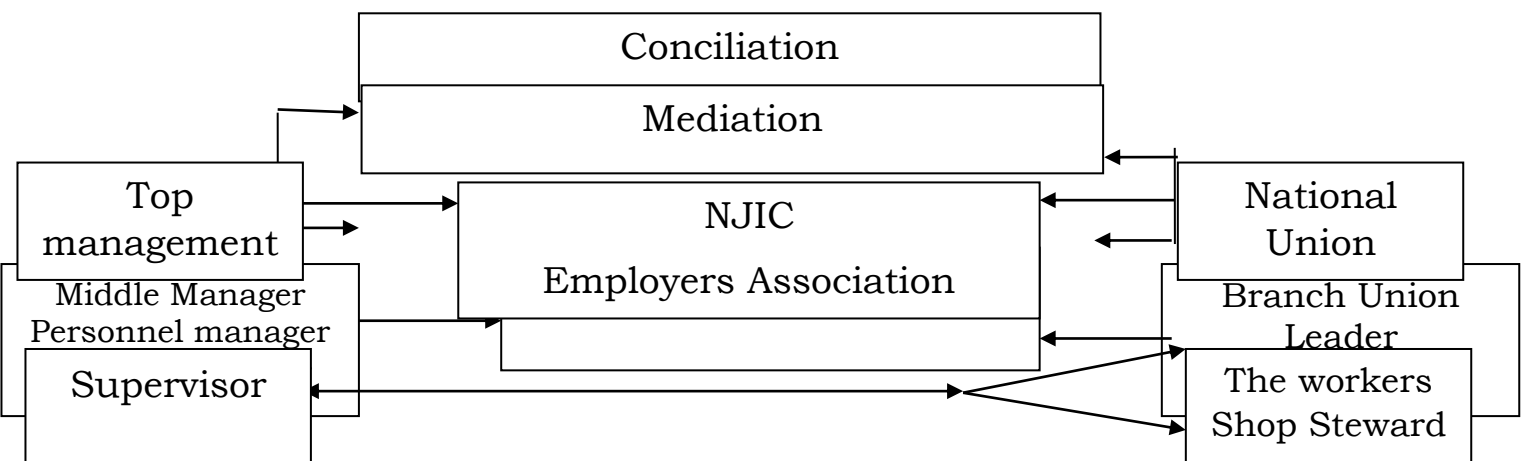 Conciliation
Mediation
Top
management
NJIC
Employers Association
National
Union
Middle Manager
Personnel manager
Branch Union
Leader
Supervisor
The workers
Shop Steward